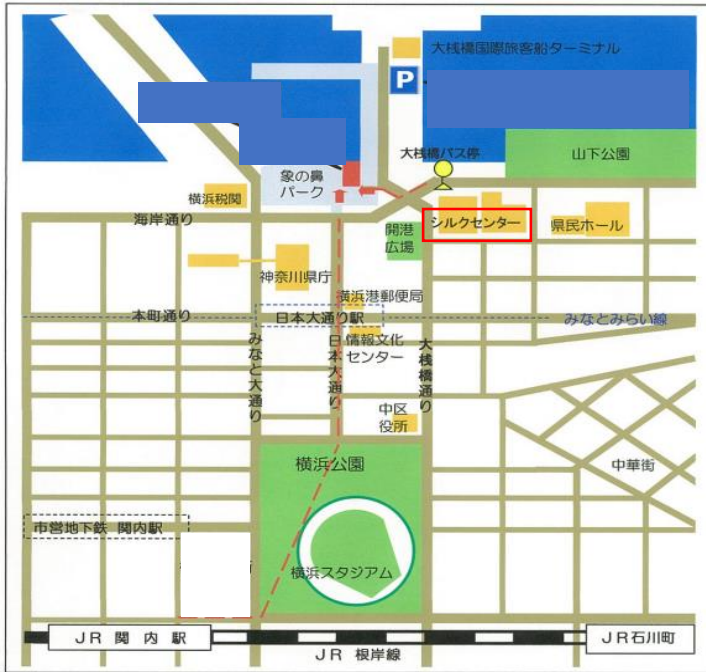 大桟橋国際旅客船ターミナル
P
大桟橋バス停
山下公園
象の鼻
パーク
横浜税関
海岸通り
シルクセンター
県民ホール
開港
広場
神奈川県庁
横浜港郵便局
本町通り
日本大通り駅
みなとみらい線
情報文化
センター
みなと大通り
日本大通り
大桟橋通り
中区
役所
横浜公園
中華街
市営地下鉄 関内駅
横浜スタジアム
JR 関内駅
JR石川町
JR 根岸線